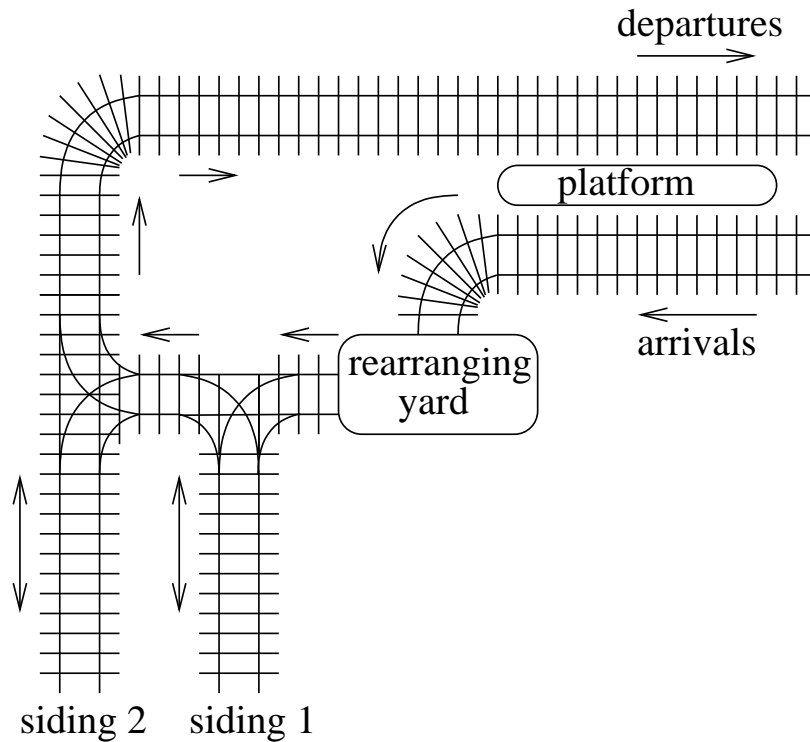 departures
platform
arrivals
rearranging
yard
siding 2
siding 1